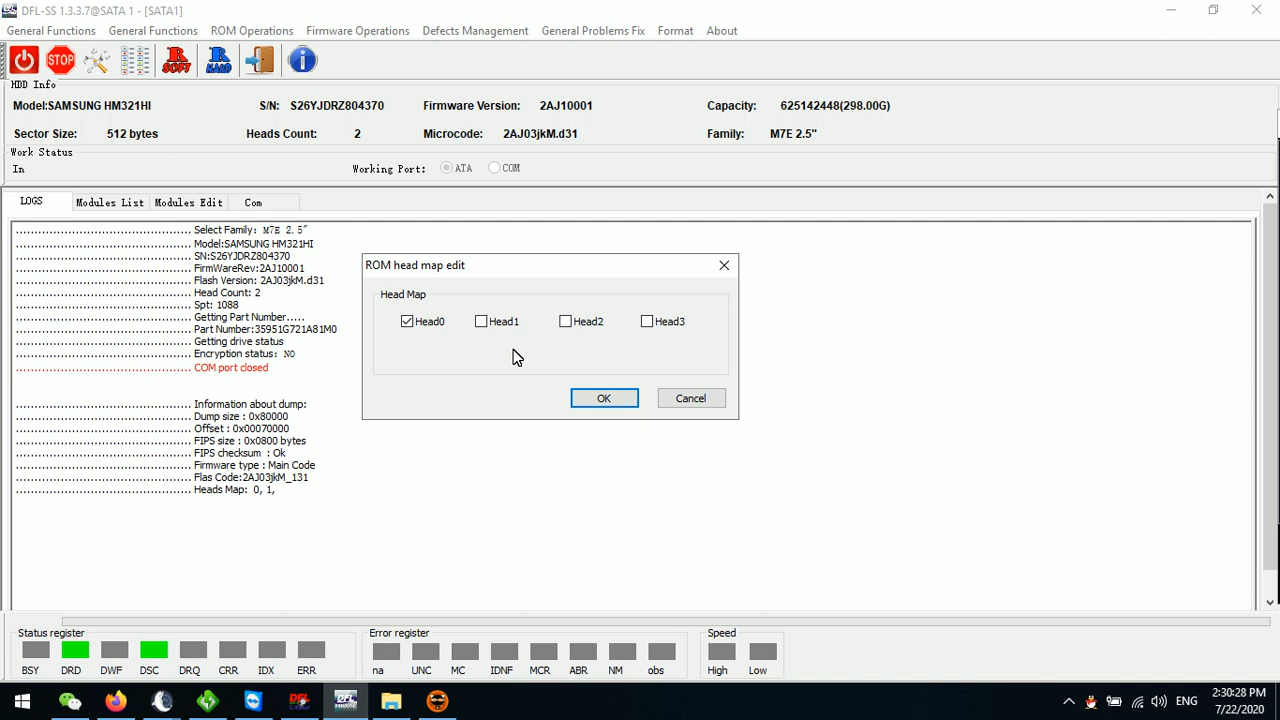 DFL-SS 1.3.3.7@SATA 1 - [SATA1]
General Functions General Functions ROM Operations Firmware Operations Defects Management General Problems Fix Format About
STOP R SOFT R HARD
HDD Info
Model:SAMSUNG HM321HI S/N: S26YJDRZ804370 Firmware Version: 2AJ10001 Capacity: 625142448(298.00G)
Sector Size: 512 bytes Heads Count: 2 Microcode: 2AJ03jkM.d31 Family: M7E 2.5"
Work Status
In Working Port: ATA COM
LOGS Modules List Modules Edit Com
............................................... Select Family: M7E 2.5"
............................................... Model:SAMSUNG HM321HI
............................................... SN:S26YJDRZ804370
............................................... FirmWareRev:2AJ10001
............................................... Flash Version: 2AJ03jkM.d31
............................................... Head Count: 2
............................................... Spt: 1088
............................................... Getting Part Number.....
............................................... Part Number:35951G721A81M0
............................................... Getting drive status
............................................... Encryption status: NO
............................................... COM port closed
............................................... Information about dump:
............................................... Dump size : 0x80000
............................................... Offset : 0x00070000
............................................... FIPS size : 0x0800 bytes
............................................... FIPS checksum : Ok
............................................... Firmware type : Main Code
............................................... Flas Code:2AJ03jkM_131
............................................... Heads Map: 0, 1,
ROM head map edit
Head Map
Head0 Head1 Head2 Head3
OK Cancel
Status register Error register Speed
BSY DRD DWF DSC DRQ CRR IDX ERR na UNC MC IDNF MCR ABR NM obs High Low
ENG
2:30:28 PM
7/22/2020